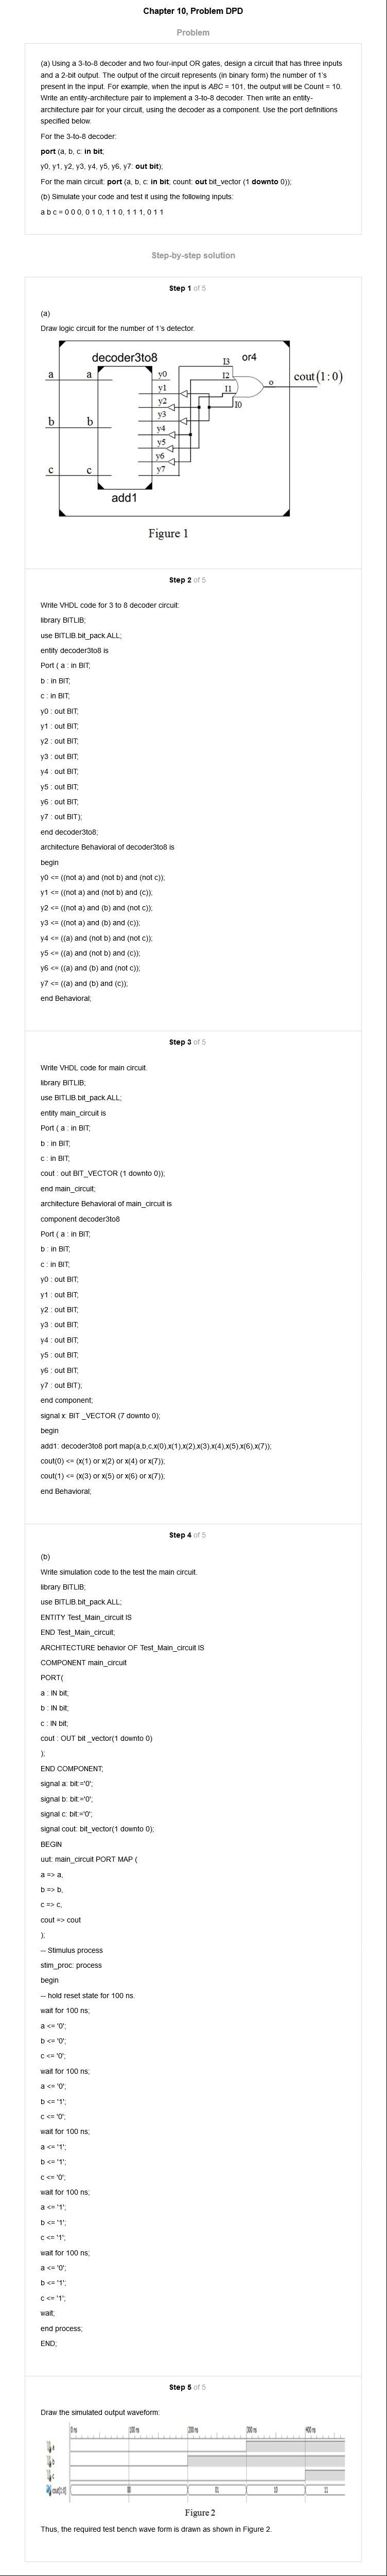 Chapter 10, Problem DPD
Problem
(a) Using a 3-to-8 decoder and two four-input OR gates, design a circuit that has three inputs
and a 2-bit output. The output of the circuit represents (in binary form) the number of 1's
present in the input. For example, when the input is ABC = 101, the output will be Count = 10.
Write an entity-architecture pair to implement a 3-to-8 decoder. Then write an entity-
architecture pair for your circuit, using the decoder as a component. Use the port definitions
specified below.
For the 3-to-8 decoder:
port (a, b, c: in bit;
y0, y1, y2, y3, y4, y5, y6, y7: out bit);
For the main circuit: port (a, b, c: in bit; count: out bit_vector (1 downto 0));
(b) Simulate your code and test it using the following inputs:
a b c = 0 0 0, 0 1 0, 1 1 0, 1 1 1, 0 1 1
Step-by-step solution
Step 1 of 5
(a)
Draw logic circuit for the number of 1's detector.
decoder3to8
or4
a
a
b
b
c
c
y0
y1
y2
y3
y4
y5
y6
y7
I3
I2
I1
I0
o
cout(1:0)
add1
Figure 1
Step 2 of 5
Write VHDL code for 3 to 8 decoder circuit:
library BITLIB;
use BITLIB.bit_pack.ALL;
entity decoder3to8 is
Port ( a : in BIT;
b : in BIT;
c : in BIT;
y0 : out BIT;
y1 : out BIT;
y2 : out BIT;
y3 : out BIT;
y4 : out BIT;
y5 : out BIT;
y6 : out BIT;
y7 : out BIT);
end decoder3to8;
architecture Behavioral of decoder3to8 is
begin
y0 <= ((not a) and (not b) and (not c));
y1 <= ((not a) and (not b) and (c));
y2 <= ((not a) and (b) and (not c));
y3 <= ((not a) and (b) and (c));
y4 <= ((a) and (not b) and (not c));
y5 <= ((a) and (not b) and (c));
y6 <= ((a) and (b) and (not c));
y7 <= ((a) and (b) and (c));
end Behavioral;
Step 3 of 5
Write VHDL code for main circuit.
library BITLIB;
use BITLIB.bit_pack.ALL;
entity main_circuit is
Port ( a : in BIT;
b : in BIT;
c : in BIT;
cout : out BIT_VECTOR (1 downto 0));
end main_circuit;
architecture Behavioral of main_circuit is
component decoder3to8
Port ( a : in BIT;
b : in BIT;
c : in BIT;
y0 : out BIT;
y1 : out BIT;
y2 : out BIT;
y3 : out BIT;
y4 : out BIT;
y5 : out BIT;
y6 : out BIT;
y7 : out BIT);
end component;
signal x: BIT _VECTOR (7 downto 0);
begin
add1: decoder3to8 port map(a,b,c,x(0),x(1),x(2),x(3),x(4),x(5),x(6),x(7));
cout(0) <= (x(1) or x(2) or x(4) or x(7));
cout(1) <= (x(3) or x(5) or x(6) or x(7));
end Behavioral;
Step 4 of 5
(b)
Write simulation code to the test the main circuit.
library BITLIB;
use BITLIB.bit_pack.ALL;
ENTITY Test_Main_circuit IS
END Test_Main_circuit;
ARCHITECTURE behavior OF Test_Main_circuit IS
COMPONENT main_circuit
PORT(
a : IN bit;
b : IN bit;
c : IN bit;
cout : OUT bit _vector(1 downto 0)
);
END COMPONENT;
signal a: bit:='0';
signal b: bit:='0';
signal c: bit:='0';
signal cout: bit_vector(1 downto 0);
BEGIN
uut: main_circuit PORT MAP (
a => a,
b => b,
c => c,
cout => cout
);
-- Stimulus process
stim_proc: process
begin
-- hold reset state for 100 ns.
wait for 100 ns;
a <= '0';
b <= '0';
c <= '0';
wait for 100 ns;
a <= '0';
b <= '1';
c <= '0';
wait for 100 ns;
a <= '1';
b <= '1';
c <= '0';
wait for 100 ns;
a <= '1';
b <= '1';
c <= '1';
wait for 100 ns;
a <= '0';
b <= '1';
c <= '1';
wait;
end process;
END;
Step 5 of 5
Draw the simulated output waveform:
0 ns 100 ns 200 ns 300 ns 400 ns
a
b
c
cout[1:0] 00 01 10 11
Figure 2
Thus, the required test bench wave form is drawn as shown in Figure 2.